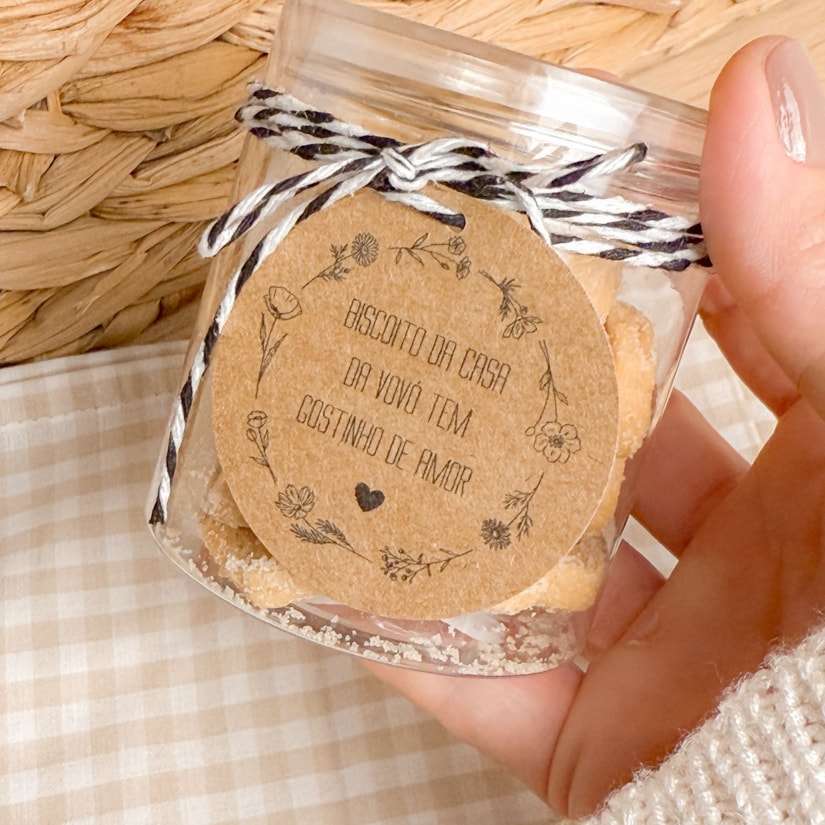 BISCOITO DA CASA
DA VOVÓ TEM
GOSTINHO DE AMOR